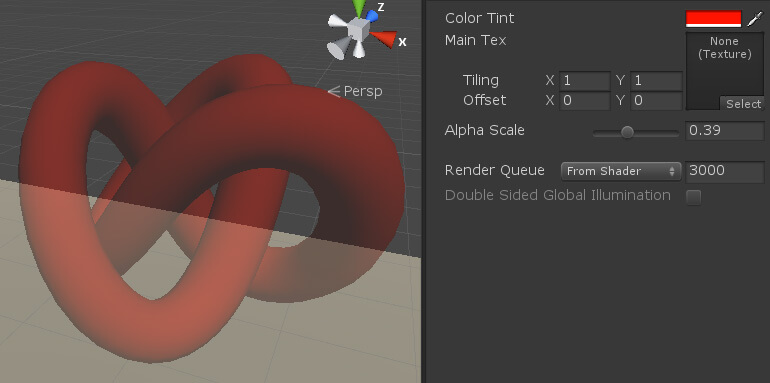 Z
X
Persp
Color Tint
Main Tex
None
(Texture)
Tiling X 1 Y 1
Offset X 0 Y 0
Select
Alpha Scale 0.39
Render Queue From Shader 3000
Double Sided Global Illumination